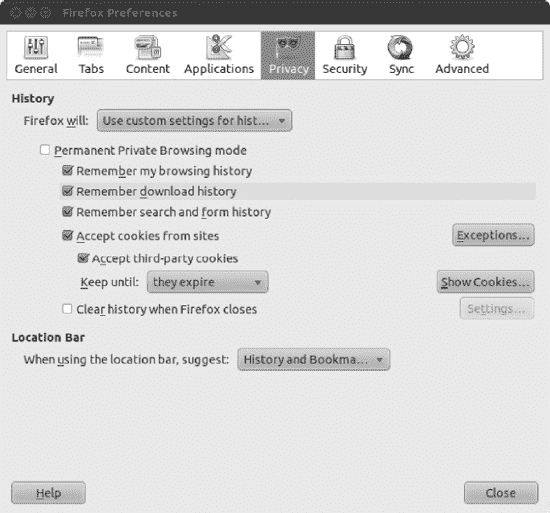 Firefox Preferences
General Tabs Content Applications Privacy Security Sync Advanced
History
Firefox will: Use custom settings for hist...
Permanent Private Browsing mode
Remember my browsing history
Remember download history
Remember search and form history
Accept cookies from sites Exceptions...
Accept third-party cookies
Keep until: they expire Show Cookies...
Clear history when Firefox closes Settings...
Location Bar
When using the location bar, suggest: History and Bookma...
Help Close